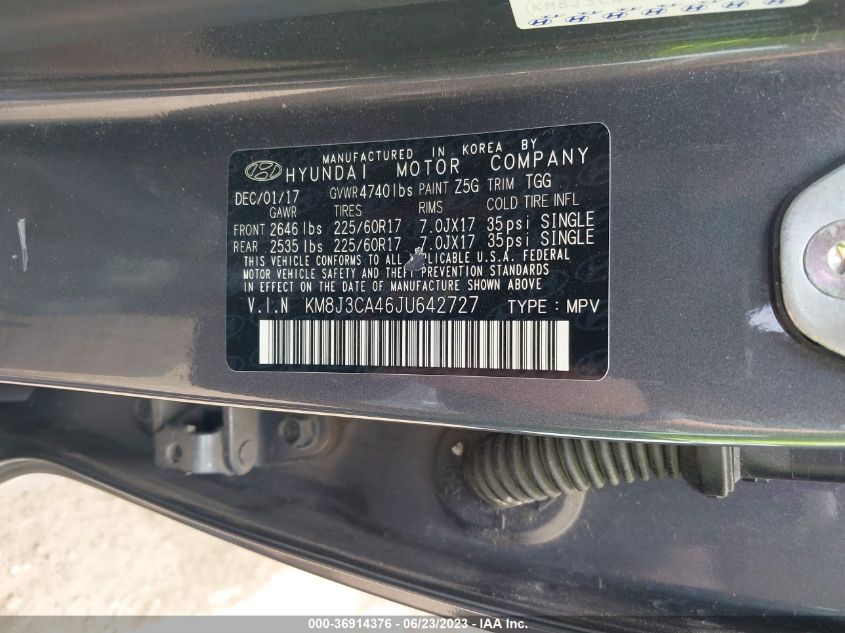 KM8J3C
MANUFACTURED IN KOREA BY
HYUNDAI MOTOR COMPANY
DEC/01/17 GVWR 4740 lbs PAINT Z5G TRIM TGG
GAWR TIRES RIMS COLD TIRE INFL
FRONT 2646 lbs 225/60R17 7.0JX17 35psi SINGLE
REAR 2535 lbs 225/60R17 7.0JX17 35psi SINGLE
THIS VEHICLE CONFORMS TO ALL PLICABLE U.S.A. FEDERAL
MOTOR VEHICLE SAFETY AND THEFT PREVENTION STANDARDS
IN EFFECT ON THE DATE OF MANUFACTURE SHOWN ABOVE
V.I.N KM8J3CA46JU642727 TYPE : MPV
000-36914376 - 06/23/2023 - IAA Inc.